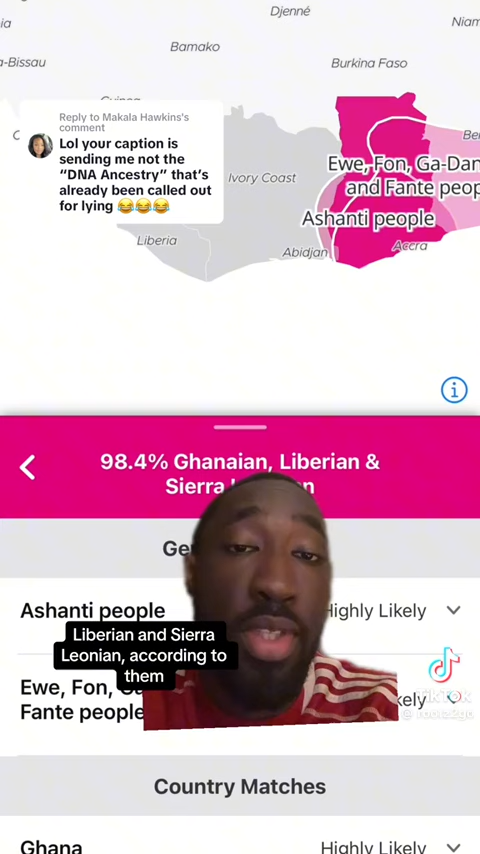 Djenné
Niam
ia
Bamako
a-Bissau
Burkina Faso
Reply to Makala Hawkins's
comment
Lol your caption is
sending me not the
“DNA Ancestry” that’s
already been called out
for lying 😂😂😂
Ivory Coast
Ewe, Fon, Ga-Dan
and Fante peop
Ashanti people
Liberia
Abidjan
Accra
98.4% Ghanaian, Liberian &
Sierra
Ashanti people
Highly Likely
Liberian and Sierra
Leonian, according to
them
Ewe, Fon,
Fante people
kely
TikTok
Country Matches
Ghana
Highly Likely